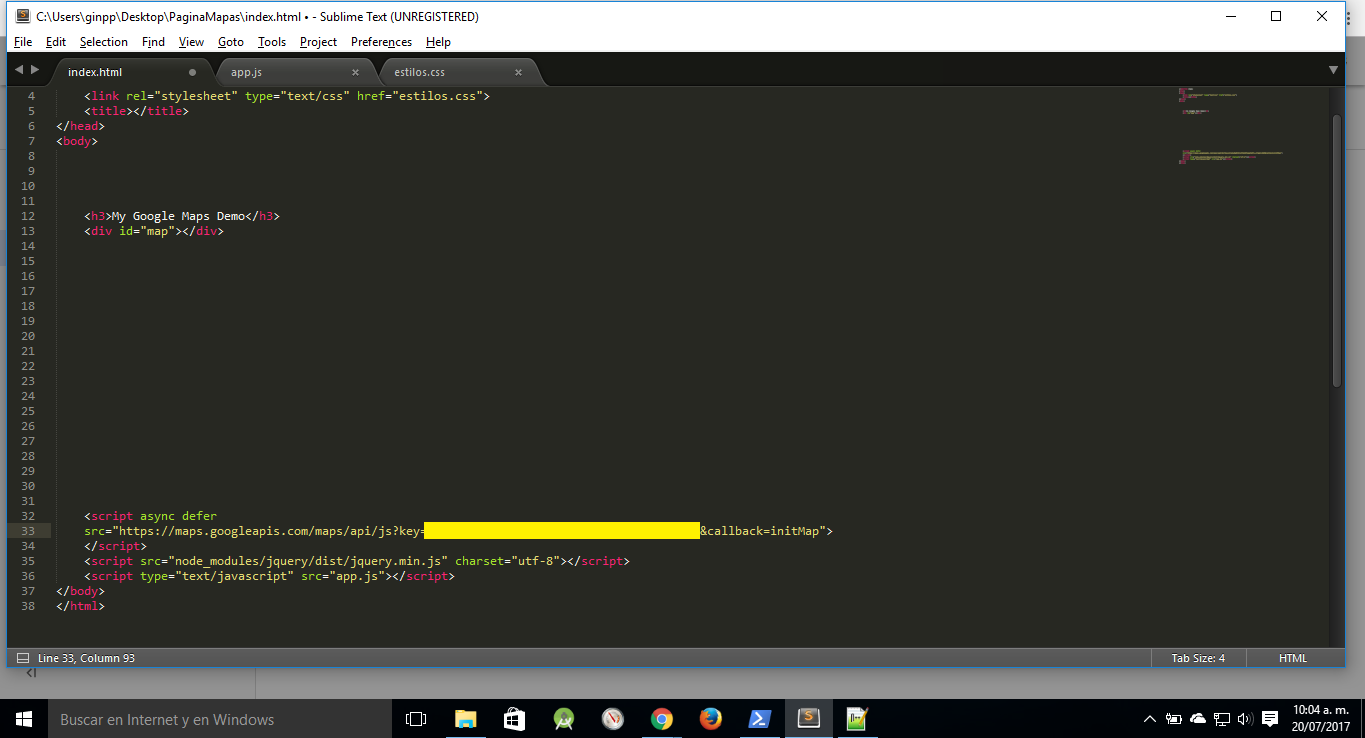 C:\Users\ginpp\Desktop\PaginaMapas\index.html • - Sublime Text (UNREGISTERED)
File Edit Selection Find View Goto Tools Project Preferences Help
index.html app.js estilos.css
4 <link rel="stylesheet" type="text/css" href="estilos.css">
5 <title></title>
6 </head>
7 <body>
8
9
10
11
12 <h3>My Google Maps Demo</h3>
13 <div id="map"></div>
14
15
16
17
18
19
20
21
22
23
24
25
26
27
28
29
30
31
32 <script async defer
33 src="https://maps.googleapis.com/maps/api/js?key= &callback=initMap">
34 </script>
35 <script src="node_modules/jquery/dist/jquery.min.js" charset="utf-8"></script>
36 <script type="text/javascript" src="app.js"></script>
37 </body>
38 </html>
Line 33, Column 93 Tab Size: 4 HTML
Buscar en Internet y en Windows
10:04 a. m.
20/07/2017